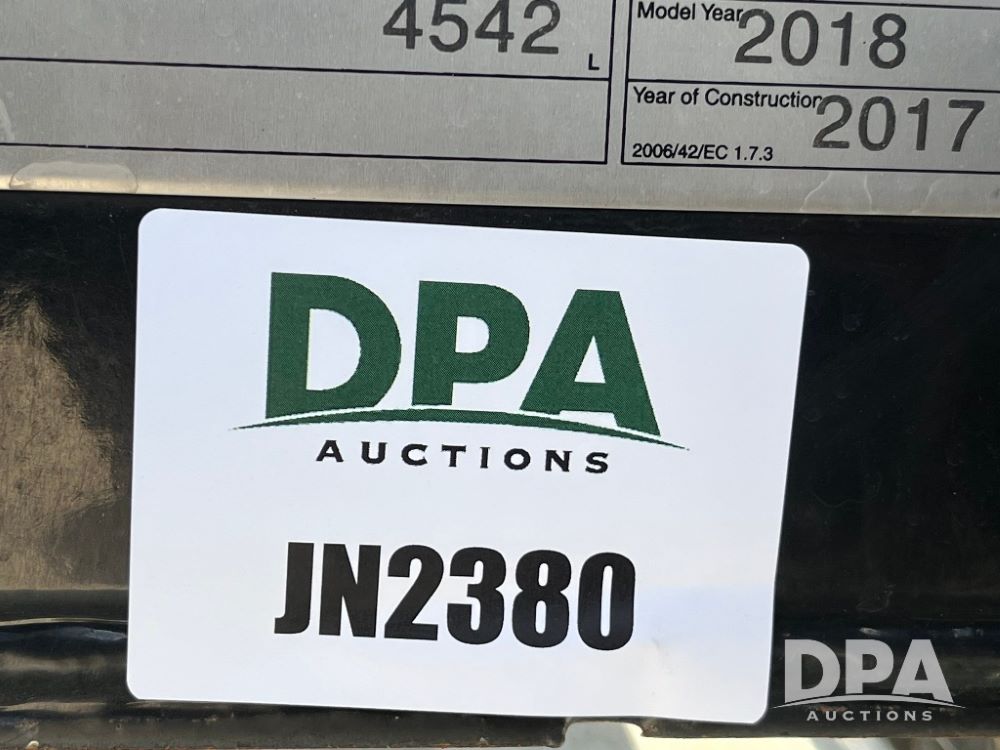 4542 L
Model Year 2018
Year of Construction 2017
2006/42/EC 1.7.3
DPA
AUCTIONS
JN2380
DPA
AUCTIONS